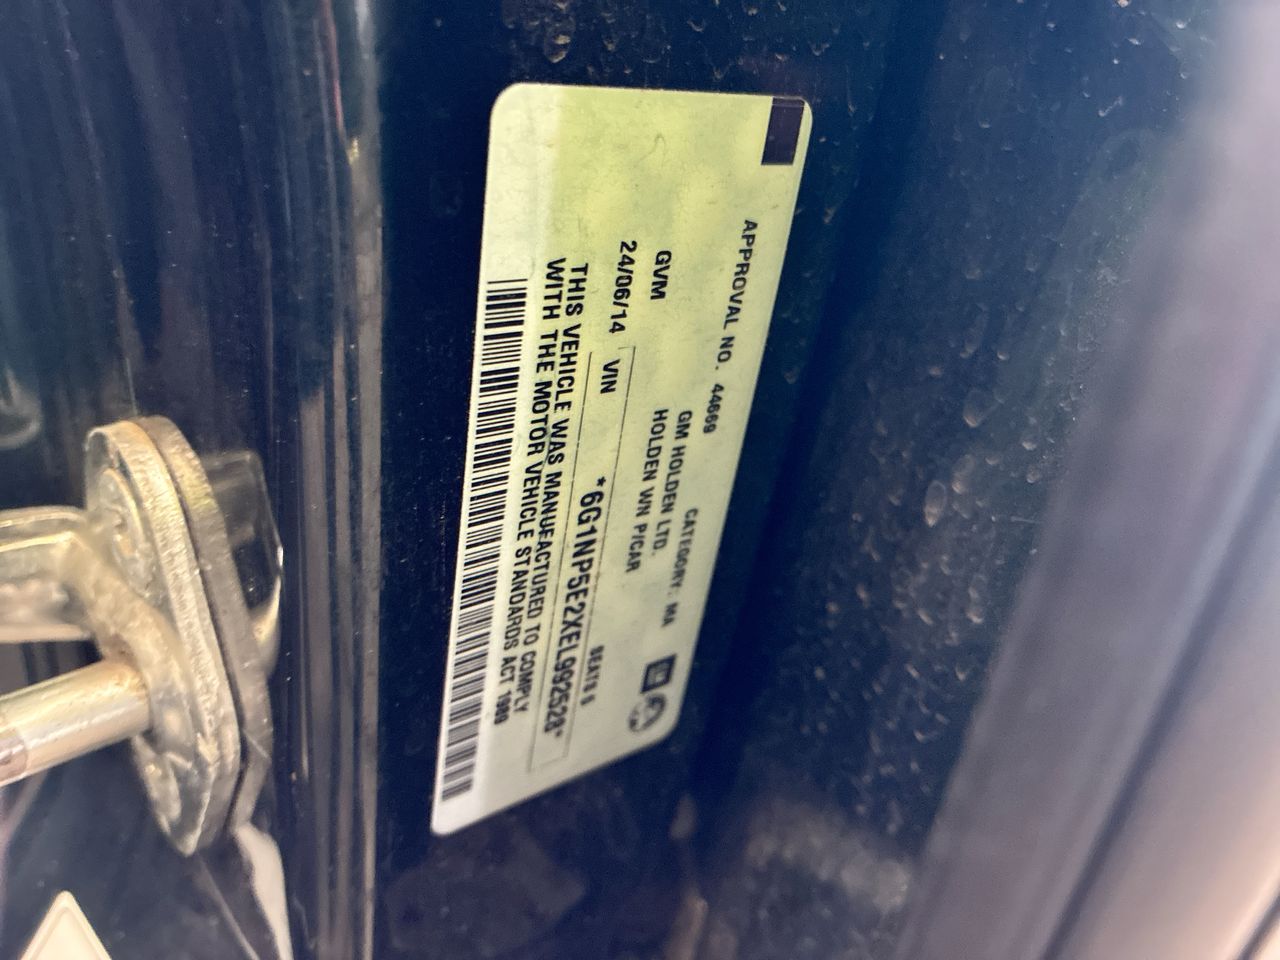 APPROVAL NO. 44669 CATEGORY: MA
GM HOLDEN LTD.
GVM HOLDEN WN P/CAR
24/06/14 SEATS 5
VIN *6G1NP5E2XEL992528*
THIS VEHICLE WAS MANUFACTURED TO COMPLY
WITH THE MOTOR VEHICLE STANDARDS ACT 1989